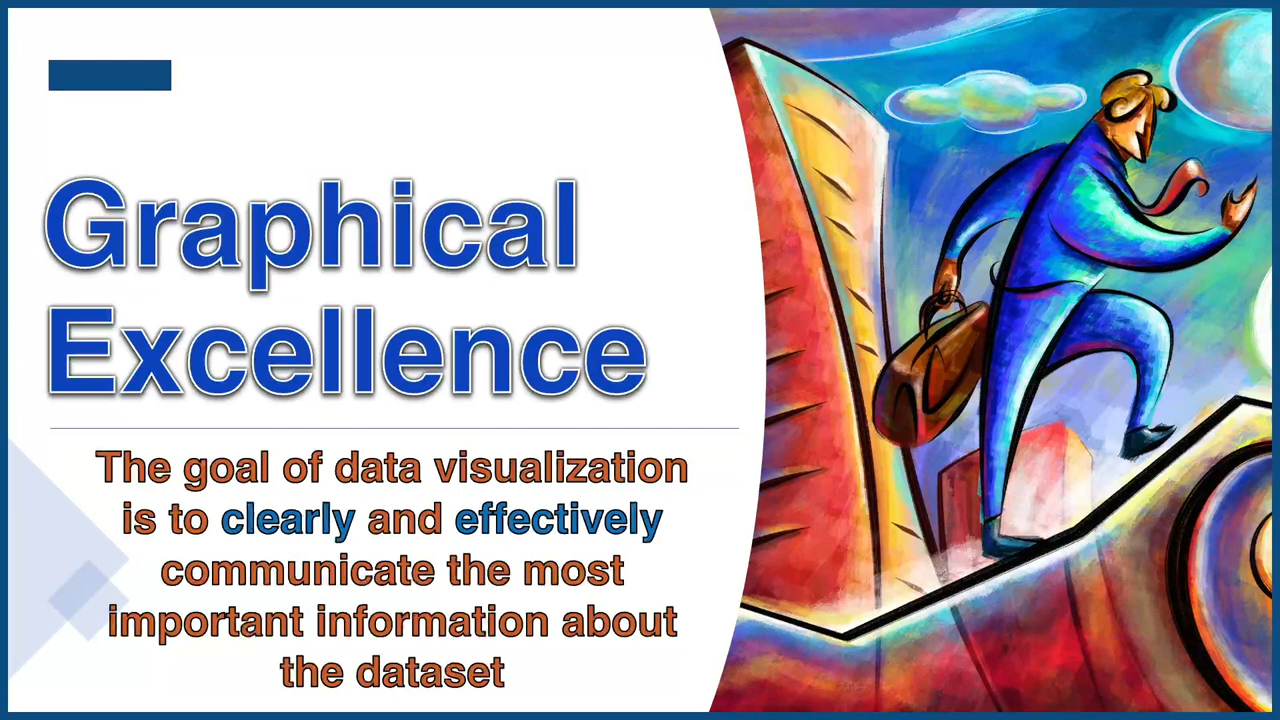 Graphical
Excellence
The goal of data visualization
is to clearly and effectively
communicate the most
important information about
the dataset